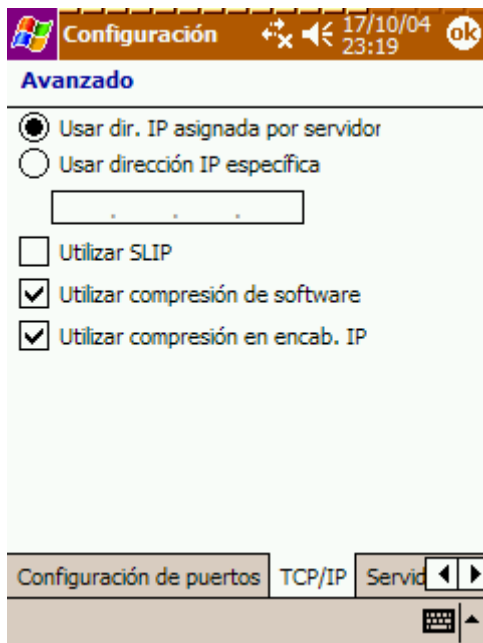 Configuración
17/10/04
23:19
ok
Avanzado
Usar dir. IP asignada por servidor
Usar dirección IP específica
. . .
Utilizar SLIP
Utilizar compresión de software
Utilizar compresión en encab. IP
Configuración de puertos TCP/IP Servid